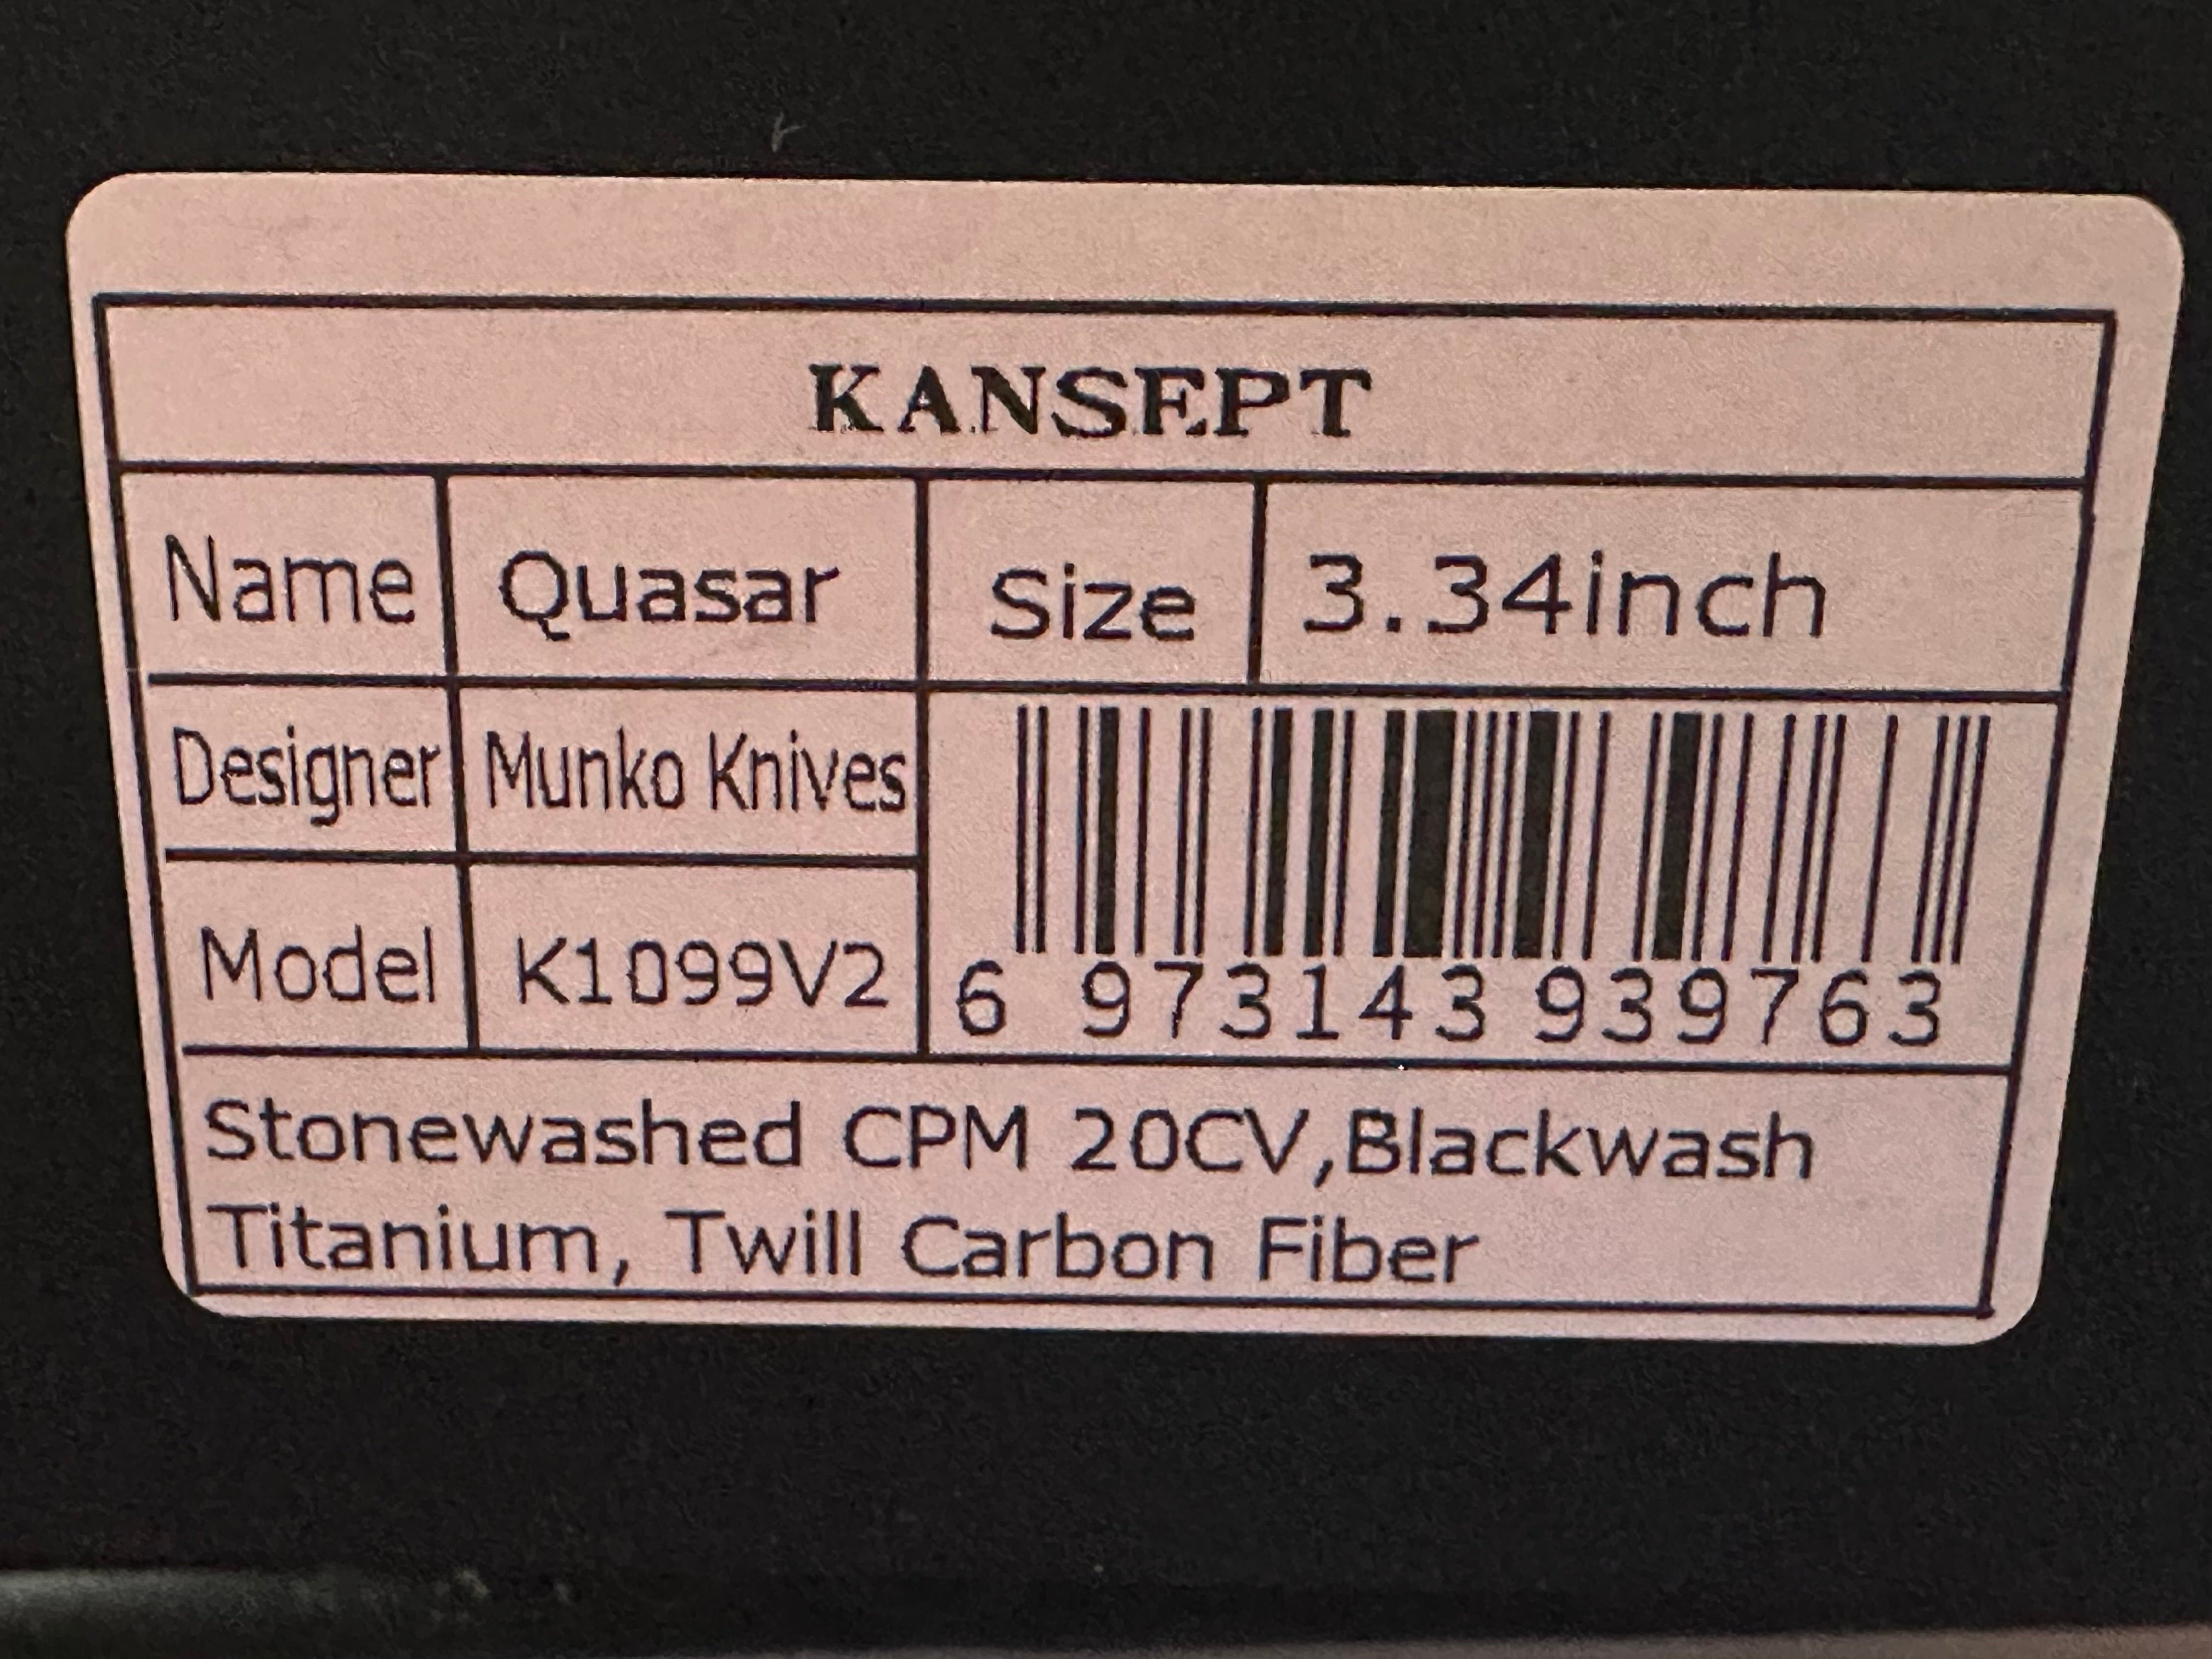 KANSEPT
Name Quasar Size 3.34inch
Designer Munko Knives
Model K1099V2
6 973143 939763
Stonewashed CPM 20CV,Blackwash
Titanium, Twill Carbon Fiber